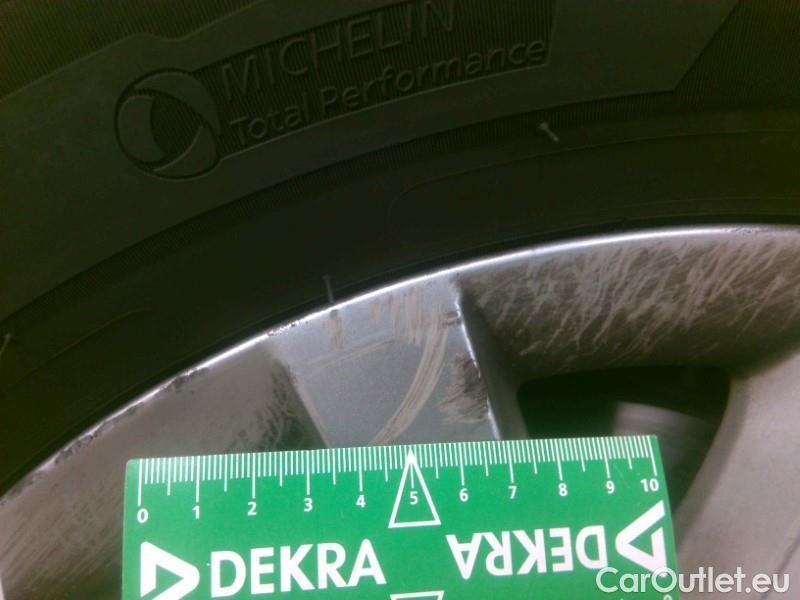 MICHELIN
Total Performance
0 1 2 3 4 5 6 7 8 9 10
DEKRA DEKRA
CarOutlet.eu